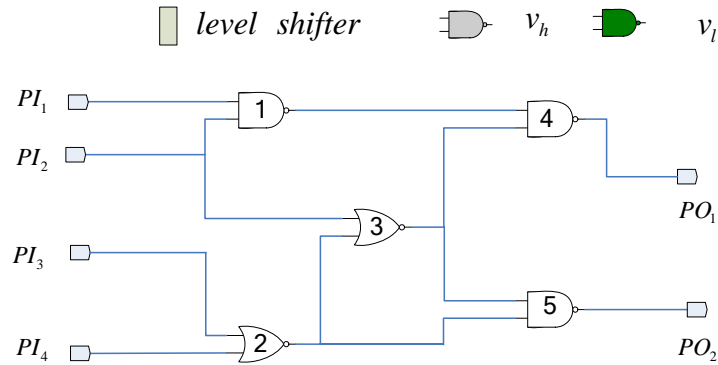 level shifter v_h v_l
PI_1
1
4
PI_2
PO_1
3
PI_3
5
PI_4
2
PO_2